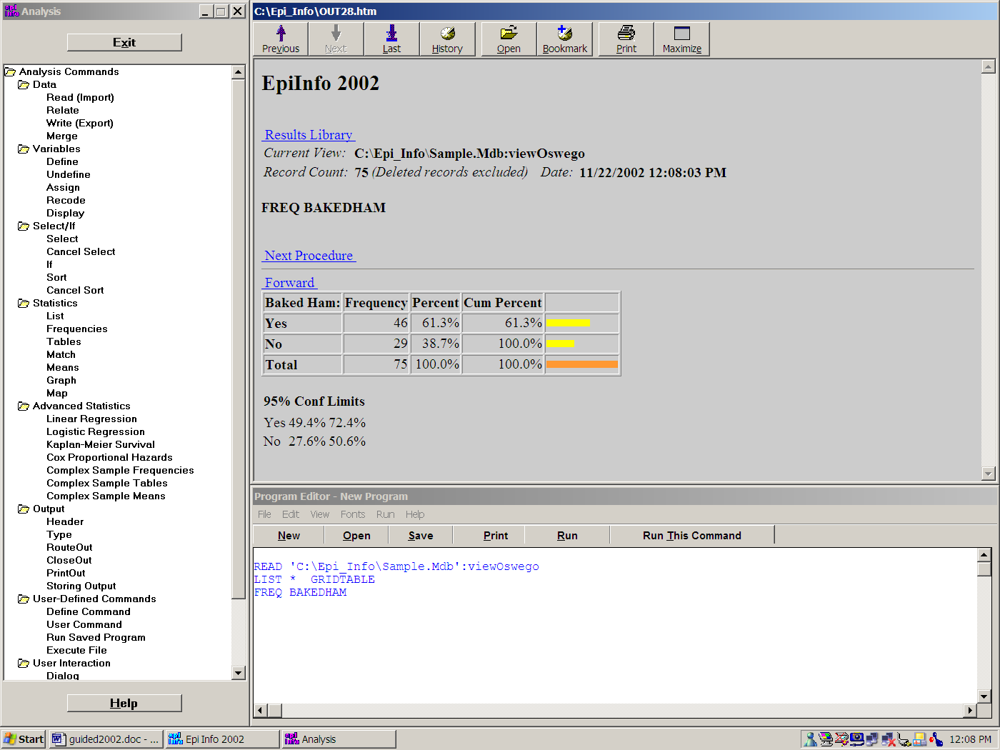 Analysis
Exit
Analysis Commands
Data
Read (Import)
Relate
Write (Export)
Merge
Variables
Define
Undefine
Assign
Recode
Display
Select/If
Select
Cancel Select
If
Sort
Cancel Sort
Statistics
List
Frequencies
Tables
Match
Means
Graph
Map
Advanced Statistics
Linear Regression
Logistic Regression
Kaplan-Meier Survival
Cox Proportional Hazards
Complex Sample Frequencies
Complex Sample Tables
Complex Sample Means
Output
Header
Type
RouteOut
CloseOut
PrintOut
Storing Output
User-Defined Commands
Define Command
User Command
Run Saved Program
Execute File
User Interaction
Dialog
Help
C:\Epi_Info\OUT28.htm
Previous Next Last History Open Bookmark Print Maximize
EpiInfo 2002
Results Library
Current View: C:\Epi_Info\Sample.Mdb:viewOswego
Record Count: 75 (Deleted records excluded) Date: 11/22/2002 12:08:03 PM
FREQ BAKEDHAM
Next Procedure
Forward
Baked Ham: Frequency Percent Cum Percent
Yes 46 61.3% 61.3%
No 29 38.7% 100.0%
Total 75 100.0% 100.0%
95% Conf Limits
Yes 49.4% 72.4%
No 27.6% 50.6%
Program Editor - New Program
File Edit View Fonts Run Help
New Open Save Print Run Run This Command
READ 'C:\Epi_Info\Sample.Mdb':viewOswego
LIST * GRIDTABLE
FREQ BAKEDHAM
Start guided2002.doc - ... Epi Info 2002 Analysis 12:08 PM